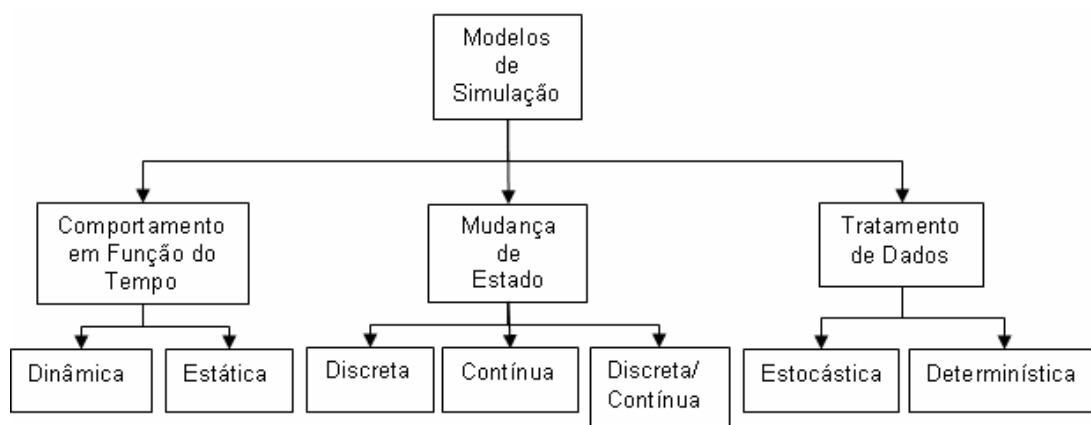 Modelos
de
Simulação
Comportamento
em Função do
Tempo
Mudança
de
Estado
Tratamento
de Dados
Dinâmica
Estática
Discreta
Contínua
Discreta/
Contínua
Estocástica
Determinística